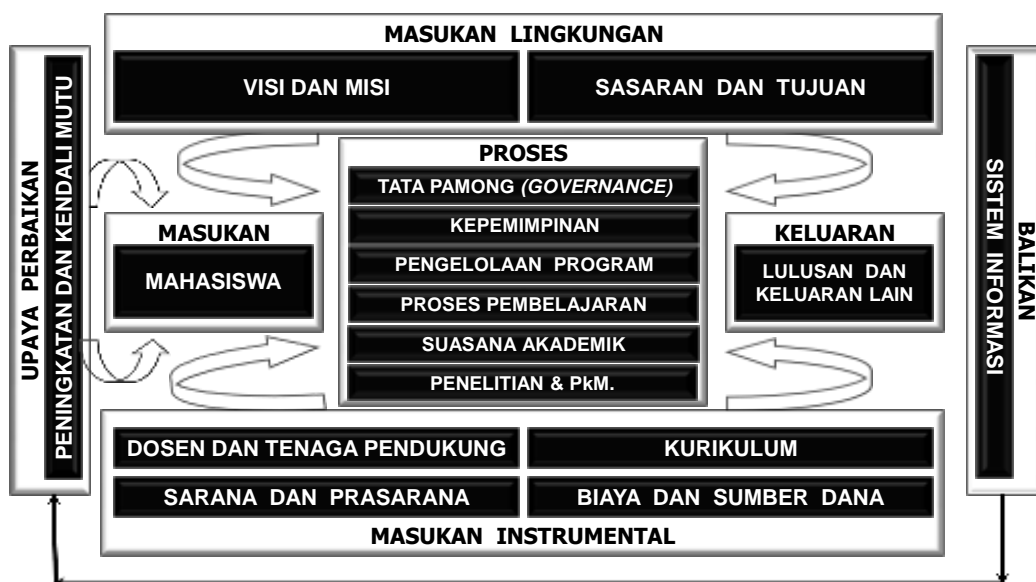 MASUKAN LINGKUNGAN
VISI DAN MISI
SASARAN DAN TUJUAN
UPAYA PERBAIKAN
PENINGKATAN DAN KENDALI MUTU
MASUKAN
MAHASISWA
PROSES
TATA PAMONG (GOVERNANCE)
KEPEMIMPINAN
PENGELOLAAN PROGRAM
PROSES PEMBELAJARAN
SUASANA AKADEMIK
PENELITIAN & PkM.
KELUARAN
LULUSAN DAN
KELUARAN LAIN
SISTEM INFORMASI
BALIKAN
DOSEN DAN TENAGA PENDUKUNG
KURIKULUM
SARANA DAN PRASARANA
BIAYA DAN SUMBER DANA
MASUKAN INSTRUMENTAL